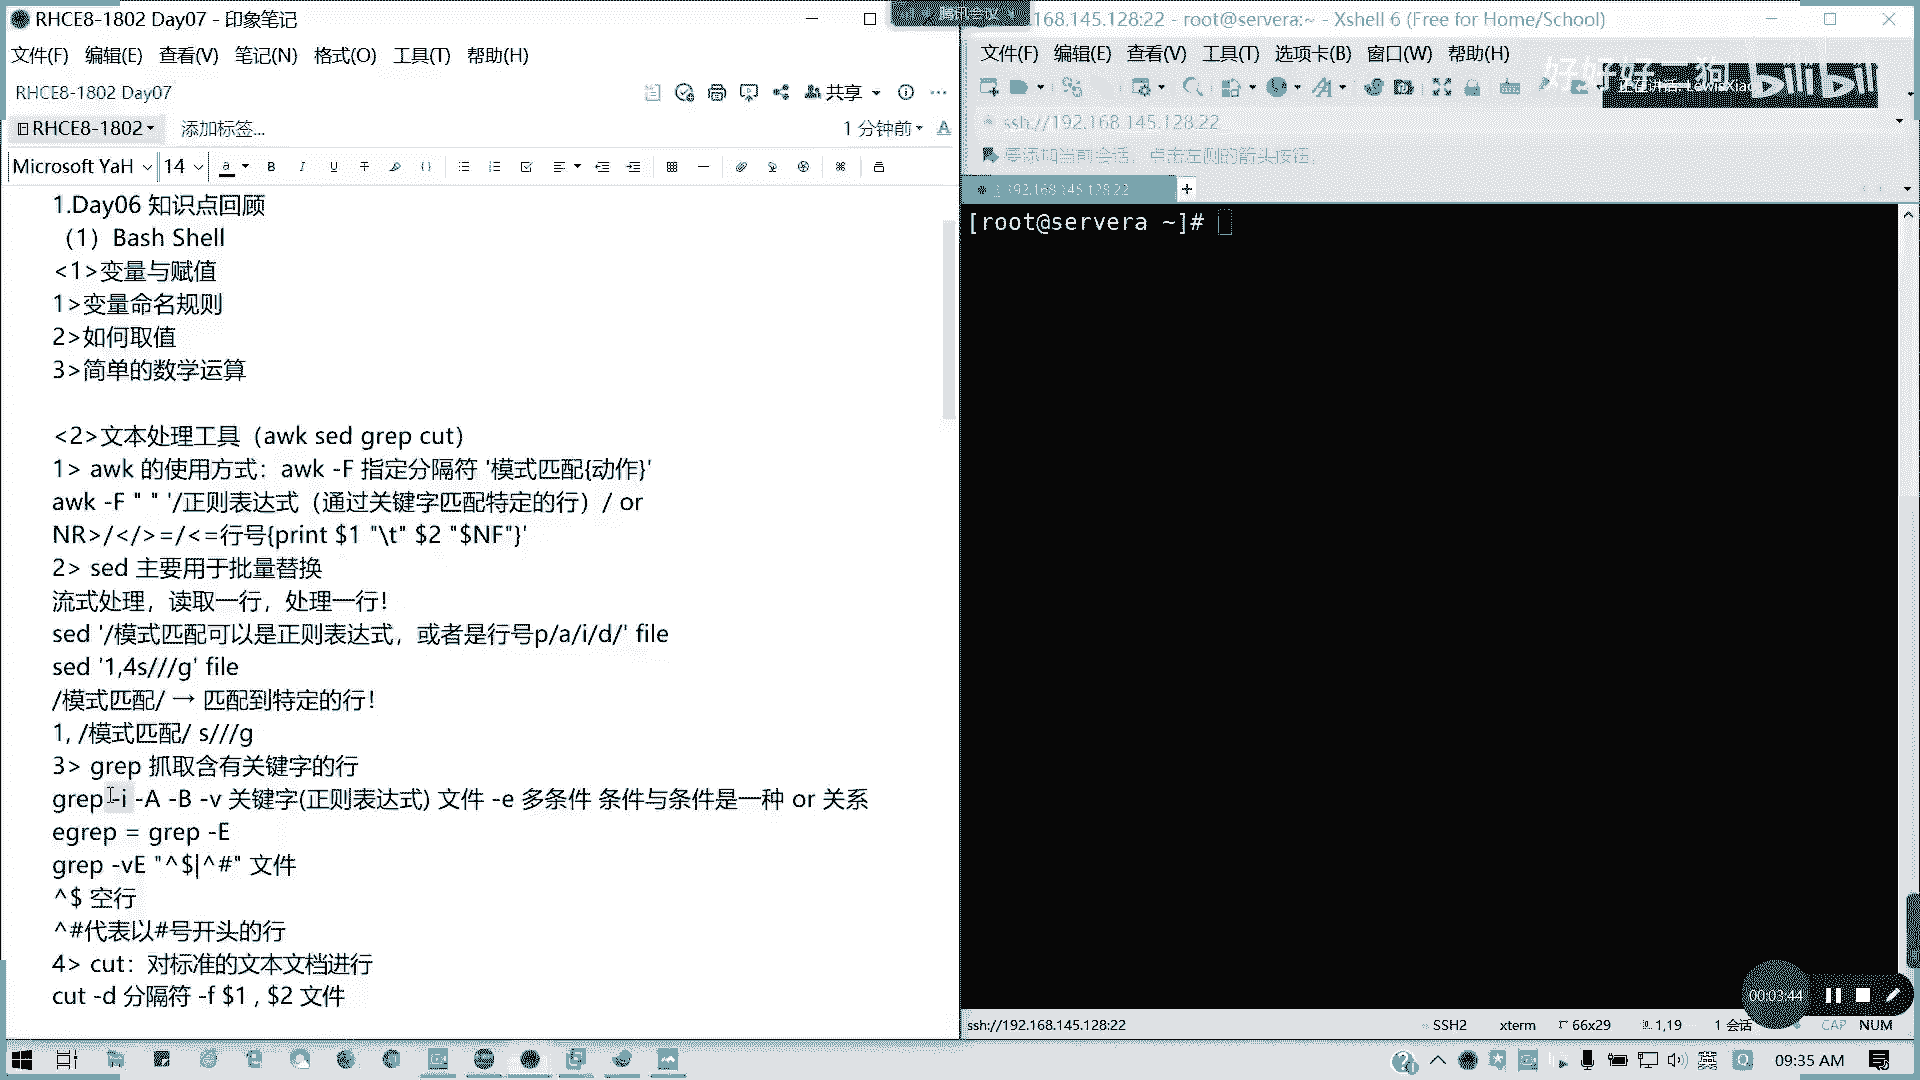 RHCE8-1802 Day07 - 印象笔记
文件(F) 编辑(E) 查看(V) 笔记(N) 格式(O) 工具(T) 帮助(H)
RHCE8-1802 Day07
共享
RHCE8-1802 添加标签...
1 分钟前
Microsoft YaH 14
1.Day06 知识点回顾
（1）Bash Shell
<1>变量与赋值
1>变量命名规则
2>如何取值
3>简单的数学运算
<2>文本处理工具（awk sed grep cut）
1> awk 的使用方式：awk -F 指定分隔符 '模式匹配{动作}'
awk -F " " '/正则表达式（通过关键字匹配特定的行）/ or
NR>/</>=/<=行号{print $1 "\t" $2 "$NF"}'
2> sed 主要用于批量替换
流式处理，读取一行，处理一行！
sed '/模式匹配可以是正则表达式，或者是行号p/a/i/d/' file
sed '1,4s///g' file
/模式匹配/ → 匹配到特定的行！
1, /模式匹配/ s///g
3> grep 抓取含有关键字的行
grep -i -A -B -v 关键字(正则表达式) 文件 -e 多条件 条件与条件是一种 or 关系
egrep = grep -E
grep -vE "^$|^#" 文件
^$ 空行
^#代表以#号开头的行
4> cut：对标准的文本文档进行
cut -d 分隔符 -f $1 , $2 文件
腾讯会议
168.145.128:22 - root@servera:~ - Xshell 6 (Free for Home/School)
文件(F) 编辑(E) 查看(V) 工具(T) 选项卡(B) 窗口(W) 帮助(H)
bilibili
ssh://192.168.145.128:22
要添加当前会话，点击左侧的箭头按钮。
1 192.168.145.128:22
[root@servera ~]#
00:03:44
ssh://192.168.145.128:22 SSH2 xterm 66x29 1,19 1 会话 CAP NUM
英 09:35 AM